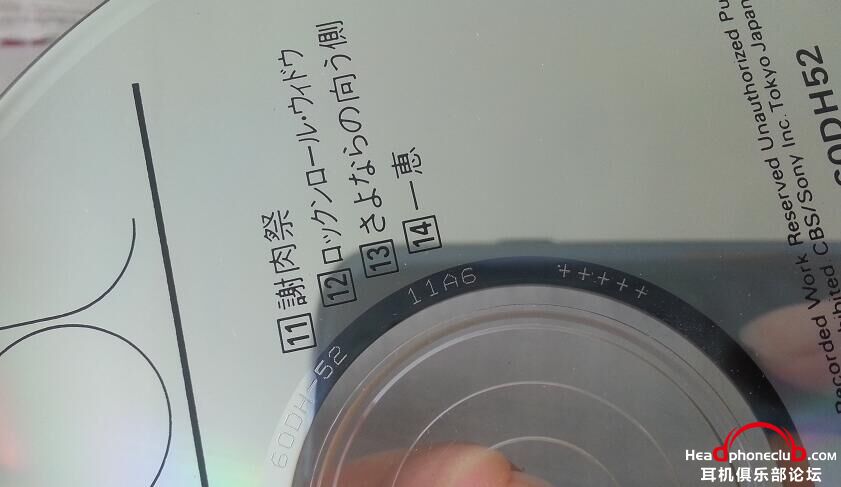 11 謝肉祭
12 ロックンロール・ウィドウ
13 さよならの向う側
14 一恵
60DH-52
11A6
+++++
60DH52
CBS/Sony Inc. Tokyo Japan
Recorded Work Reserved Unauthorized
Headphoneclub.com
耳机俱乐部论坛